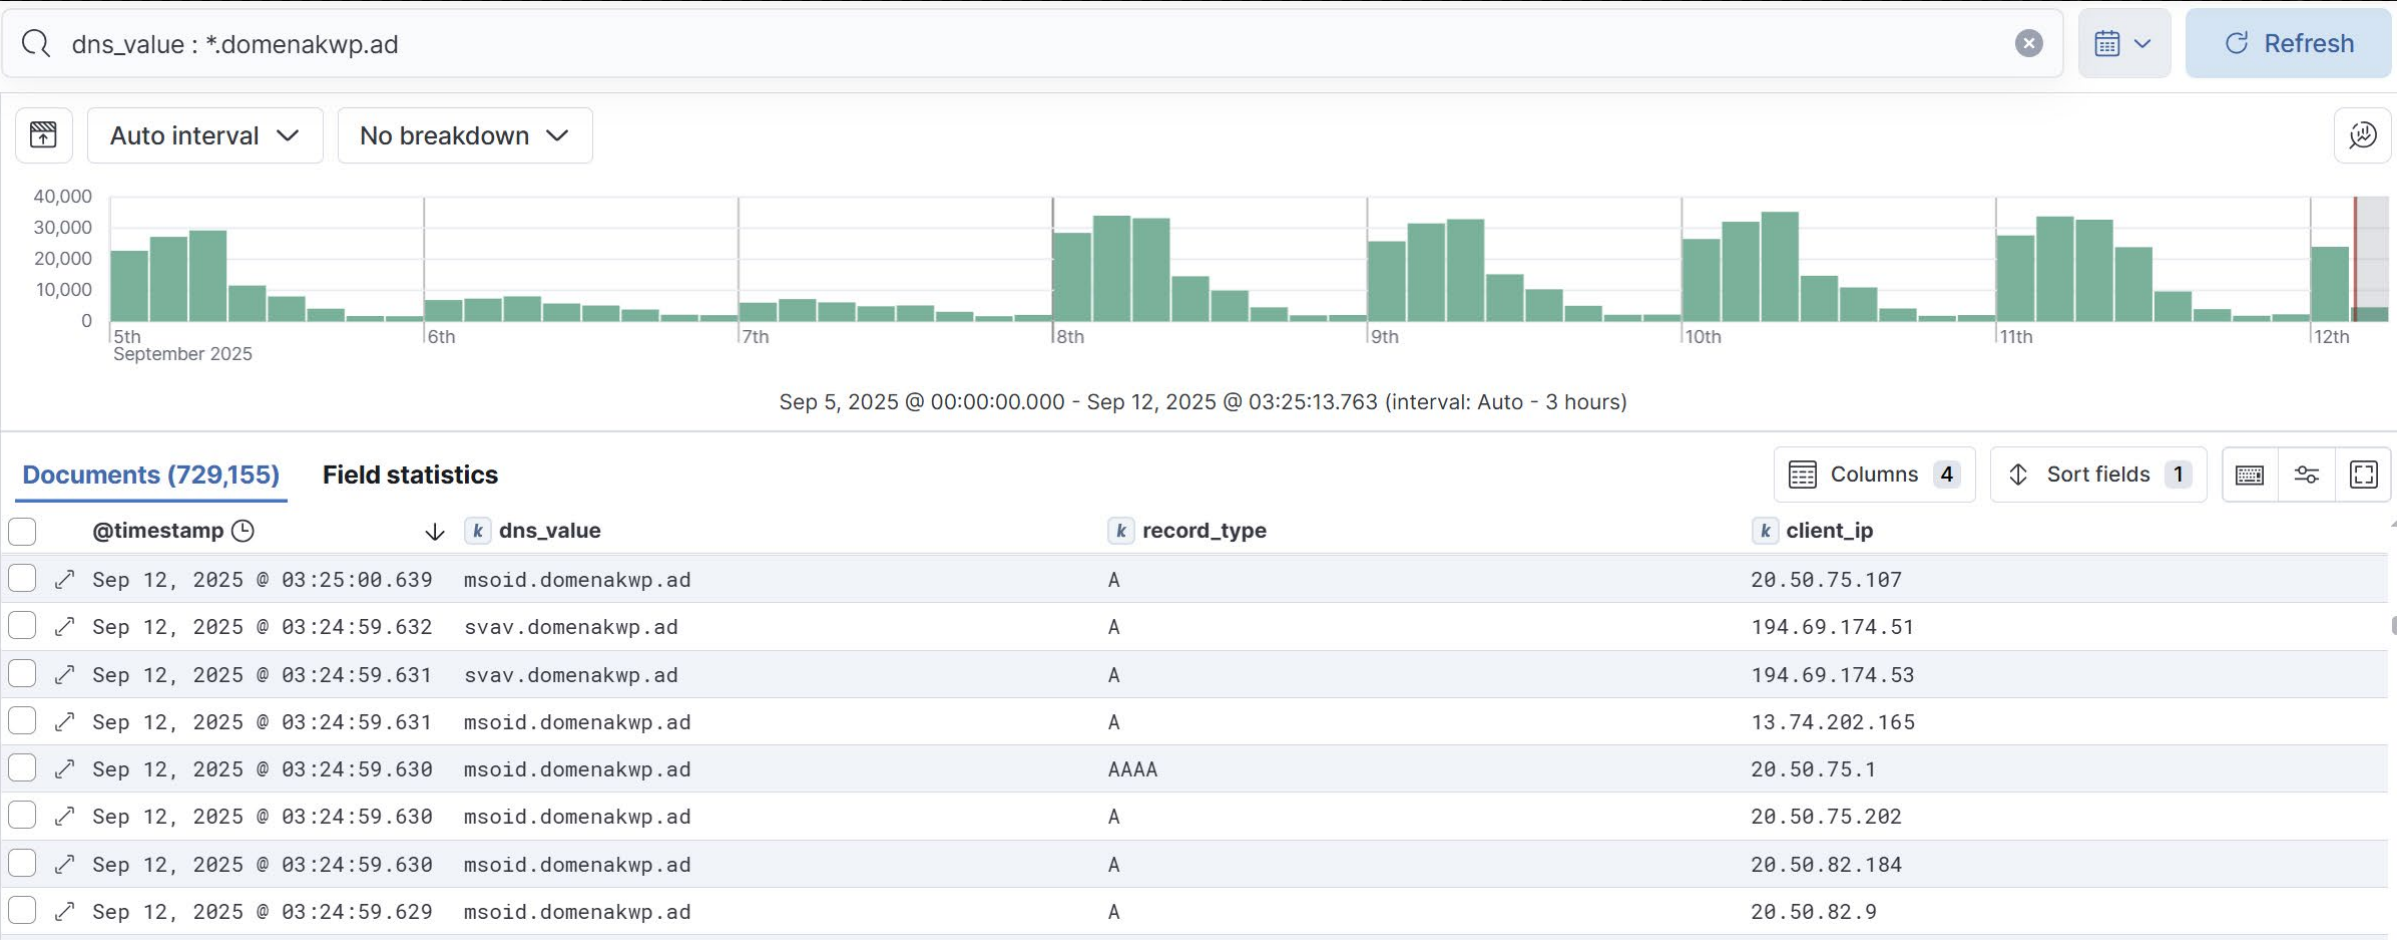 dns_value : *.domenakwp.ad
Refresh
Auto interval
No breakdown
40,000
30,000
20,000
10,000
0
5th 6th 7th 8th 9th 10th 11th 12th
September 2025
Sep 5, 2025 @ 00:00:00.000 - Sep 12, 2025 @ 03:25:13.763 (interval: Auto - 3 hours)
Documents (729,155) Field statistics Columns 4 Sort fields 1
@timestamp k dns_value k record_type k client_ip
Sep 12, 2025 @ 03:25:00.639 msoid.domenakwp.ad A 20.50.75.107
Sep 12, 2025 @ 03:24:59.632 svav.domenakwp.ad A 194.69.174.51
Sep 12, 2025 @ 03:24:59.631 svav.domenakwp.ad A 194.69.174.53
Sep 12, 2025 @ 03:24:59.631 msoid.domenakwp.ad A 13.74.202.165
Sep 12, 2025 @ 03:24:59.630 msoid.domenakwp.ad AAAA 20.50.75.1
Sep 12, 2025 @ 03:24:59.630 msoid.domenakwp.ad A 20.50.75.202
Sep 12, 2025 @ 03:24:59.630 msoid.domenakwp.ad A 20.50.82.184
Sep 12, 2025 @ 03:24:59.629 msoid.domenakwp.ad A 20.50.82.9